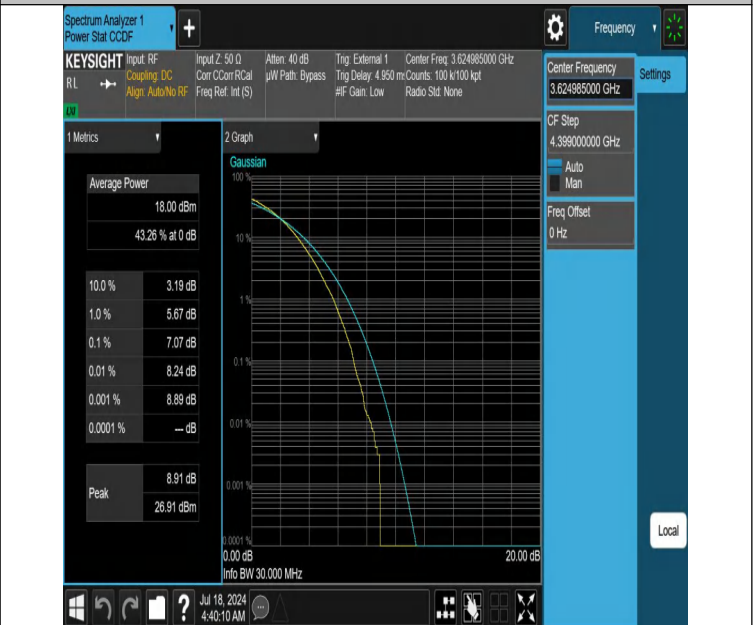 Spectrum Analyzer 1
Power Stat CCDF
+
Frequency
KEYSIGHT
RL
LXI
Input: RF
Coupling: DC
Align: Auto/No RF
Input Z: 50 Ω
Corr CCorr RCal
Freq Ref: Int (S)
Atten: 40 dB
µW Path: Bypass
Trig: External 1
Trig Delay: 4.950 ms
#IF Gain: Low
Center Freq: 3.624985000 GHz
Counts: 100 k/100 kpt
Radio Std: None
Center Frequency
3.624985000 GHz
Settings
CF Step
4.399000000 GHz
Auto
Man
Freq Offset
0 Hz
1 Metrics
Average Power
18.00 dBm
43.26 % at 0 dB
10.0 % 3.19 dB
1.0 % 5.67 dB
0.1 % 7.07 dB
0.01 % 8.24 dB
0.001 % 8.89 dB
0.0001 % --- dB
Peak
8.91 dB
26.91 dBm
2 Graph
Gaussian
100 %
10 %
1 %
0.1 %
0.01 %
0.001 %
0.0001 %
0.00 dB 20.00 dB
Info BW 30.000 MHz
Local
?
Jul 18, 2024
4:40:10 AM